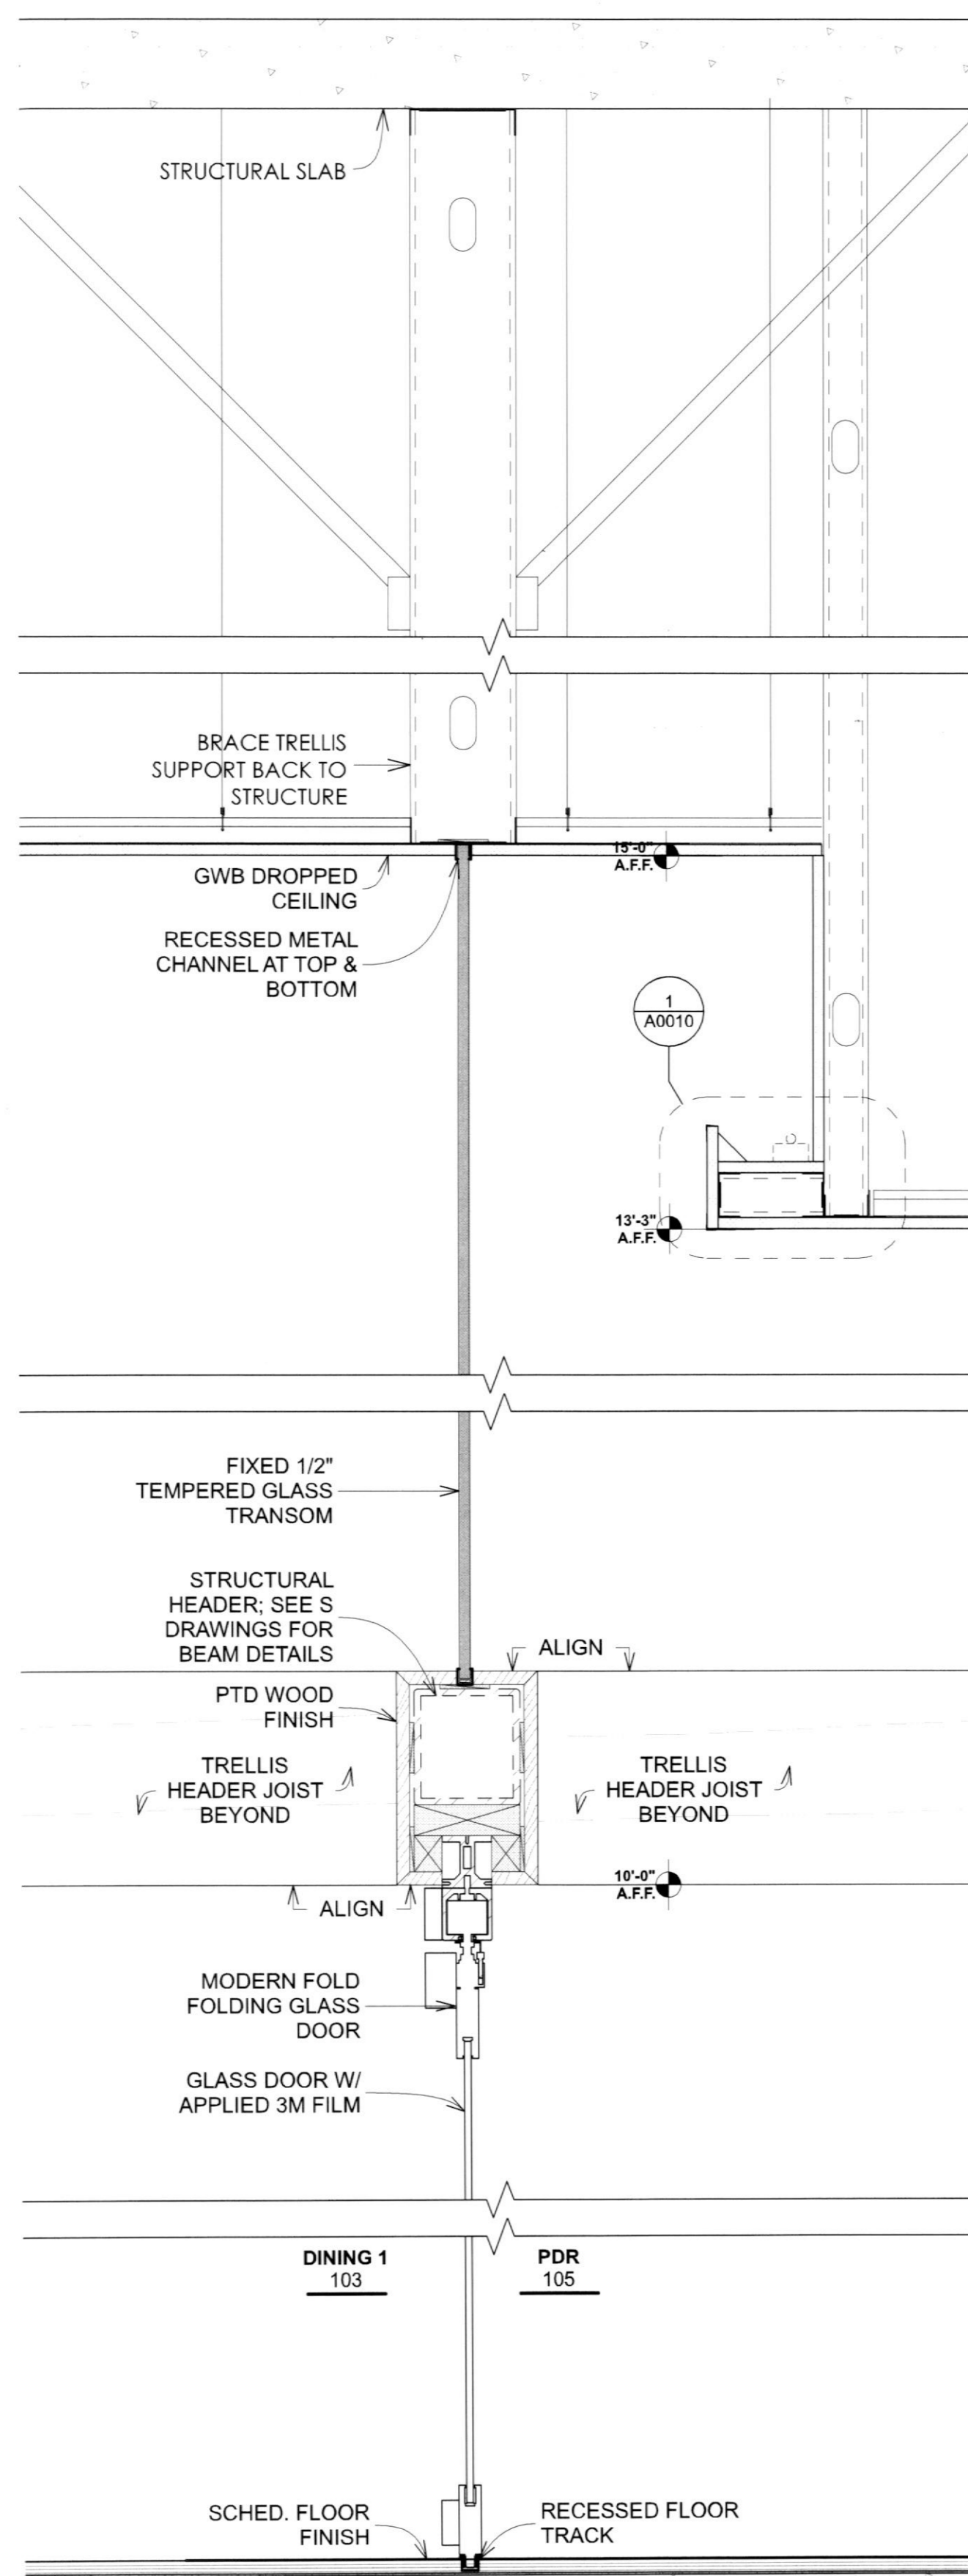 STRUCTURAL SLAB
BRACE TRELLIS
SUPPORT BACK TO
STRUCTURE
15'-0"
A.F.F.
GWB DROPPED
CEILING
RECESSED METAL
CHANNEL AT TOP &
BOTTOM
1
A0010
13'-3"
A.F.F.
FIXED 1/2"
TEMPERED GLASS
TRANSOM
STRUCTURAL
HEADER; SEE S
DRAWINGS FOR
BEAM DETAILS
ALIGN
PTD WOOD
FINISH
TRELLIS
HEADER JOIST
BEYOND
TRELLIS
HEADER JOIST
BEYOND
10'-0"
A.F.F.
ALIGN
MODERN FOLD
FOLDING GLASS
DOOR
GLASS DOOR W/
APPLIED 3M FILM
DINING 1
103
PDR
105
SCHED. FLOOR
FINISH
RECESSED FLOOR
TRACK